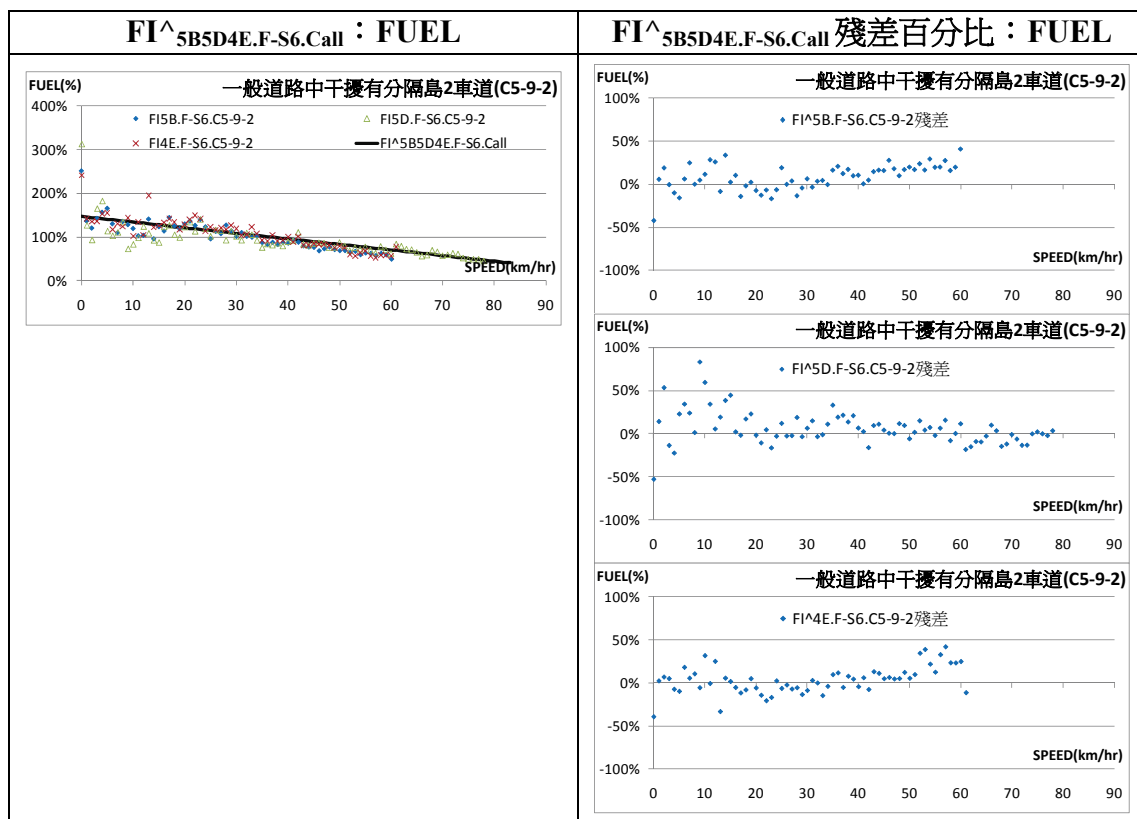 FI^5B5D4E.F-S6.Call：FUEL
FI^5B5D4E.F-S6.Call 殘差百分比：FUEL
FUEL(%)
一般道路中干擾有分隔島2車道(C5-9-2)
400%
FI5B.F-S6.C5-9-2
FI5D.F-S6.C5-9-2
FI4E.F-S6.C5-9-2
FI^5B5D4E.F-S6.Call
300%
200%
100%
0%
SPEED(km/hr)
0 10 20 30 40 50 60 70 80 90
FUEL(%)
一般道路中干擾有分隔島2車道(C5-9-2)
100%
FI^5B.F-S6.C5-9-2殘差
50%
0%
-50%
-100%
SPEED(km/hr)
0 10 20 30 40 50 60 70 80 90
FUEL(%)
一般道路中干擾有分隔島2車道(C5-9-2)
100%
FI^5D.F-S6.C5-9-2殘差
50%
0%
-50%
-100%
SPEED(km/hr)
0 10 20 30 40 50 60 70 80 90
FUEL(%)
一般道路中干擾有分隔島2車道(C5-9-2)
100%
FI^4E.F-S6.C5-9-2殘差
50%
0%
-50%
-100%
SPEED(km/hr)
0 10 20 30 40 50 60 70 80 90